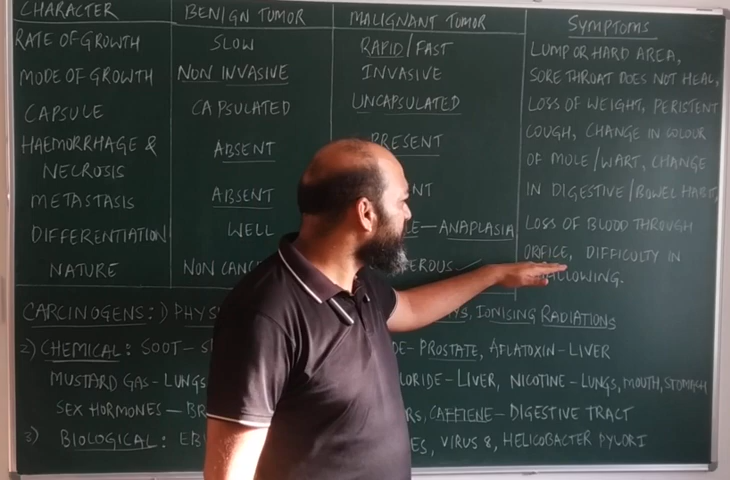 CHARACTER BENIGN TUMOR MALIGNANT TUMOR SYMPTOMS
RATE OF GROWTH SLOW RAPID/FAST LUMP OR HARD AREA,
MODE OF GROWTH NON INVASIVE INVASIVE SORE THROAT DOES NOT HEAL,
CAPSULE CAPSULATED UNCAPSULATED LOSS OF WEIGHT, PERISTENT
HAEMORRHAGE & ABSENT PRESENT COUGH, CHANGE IN COLOUR
NECROSIS OF MOLE/WART, CHANGE
METASTASIS ABSENT IN DIGESTIVE/BOWEL HABIT,
DIFFERENTIATION WELL — ANAPLASIA LOSS OF BLOOD THROUGH
NATURE NON ORFICE, DIFFICULTY IN
CARCINOGENS: 1) IONISING RADIATIONS
2) CHEMICAL: SOOT – PROSTATE, AFLATOXIN – LIVER
MUSTARD GAS – LUNGS – LIVER, NICOTINE – LUNGS, MOUTH, STOMACH
SEX HORMONES — CAFFIENE – DIGESTIVE TRACT
3) BIOLOGICAL: VIRUS 8, HELICOBACTER PYLORI